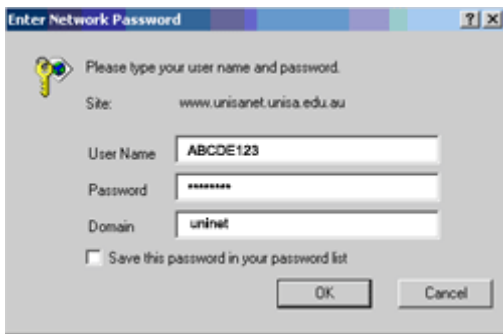 Enter Network Password
Please type your user name and password.
Site: www.unisanet.unisa.edu.au
User Name ABCDE123
Password ********
Domain uninet
Save this password in your password list
OK Cancel